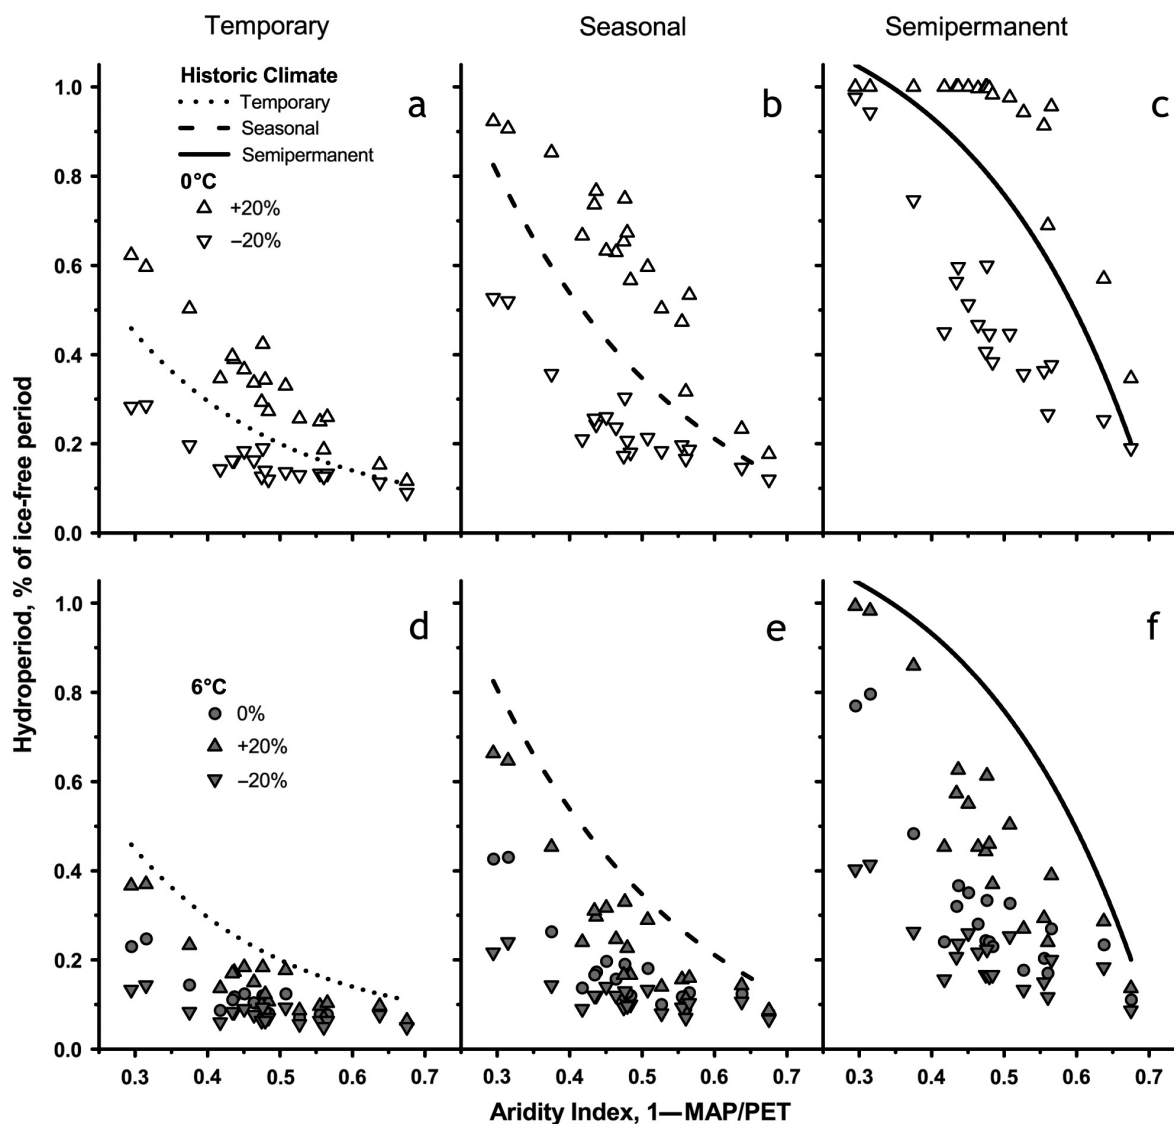 Temporary Seasonal Semipermanent
Historic Climate
Temporary
Seasonal
Semipermanent
0°C
+20%
−20%
a b c
1.0
0.8
0.6
0.4
0.2
0.0
Hydroperiod, % of ice-free period
d e f
6°C
0%
+20%
−20%
1.0
0.8
0.6
0.4
0.2
0.0
0.3 0.4 0.5 0.6 0.7 0.3 0.4 0.5 0.6 0.7 0.3 0.4 0.5 0.6 0.7
Aridity Index, 1—MAP/PET